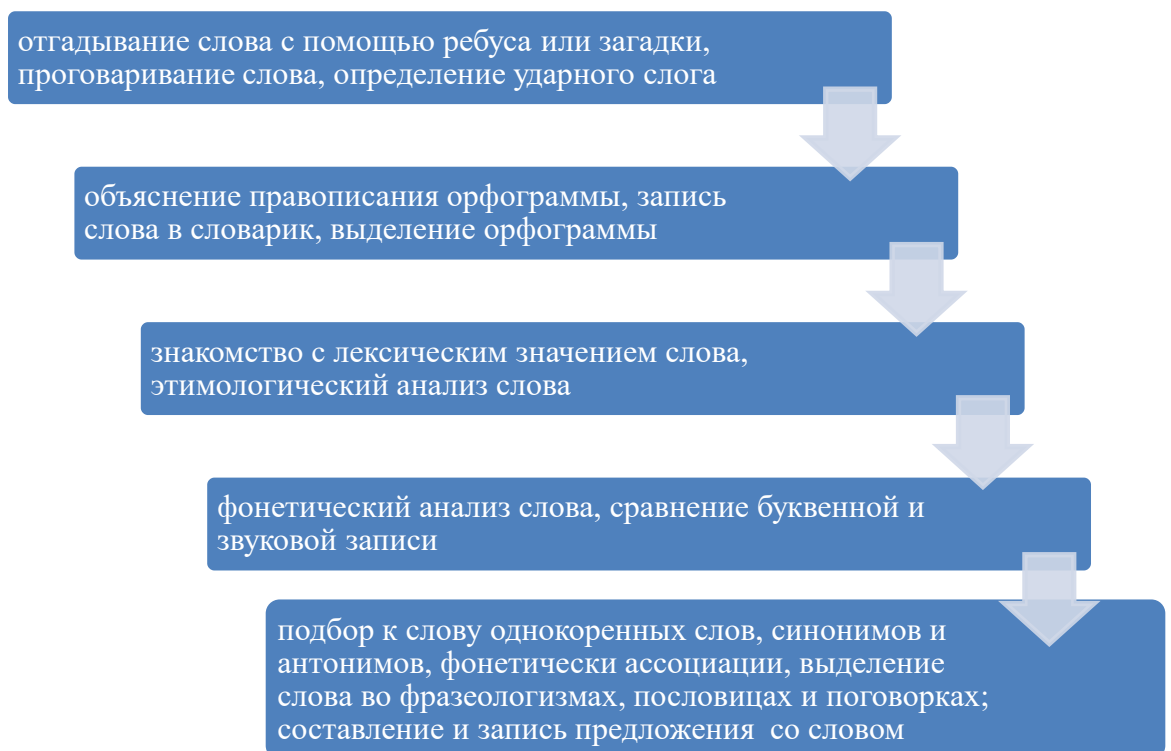 отгадывание слова с помощью ребуса или загадки,
проговаривание слова, определение ударного слога
объяснение правописания орфограммы, запись
слова в словарик, выделение орфограммы
знакомство с лексическим значением слова,
этимологический анализ слова
фонетический анализ слова, сравнение буквенной и
звуковой записи
подбор к слову однокоренных слов, синонимов и
антонимов, фонетически ассоциации, выделение
слова во фразеологизмах, пословицах и поговорках;
составление и запись предложения со словом